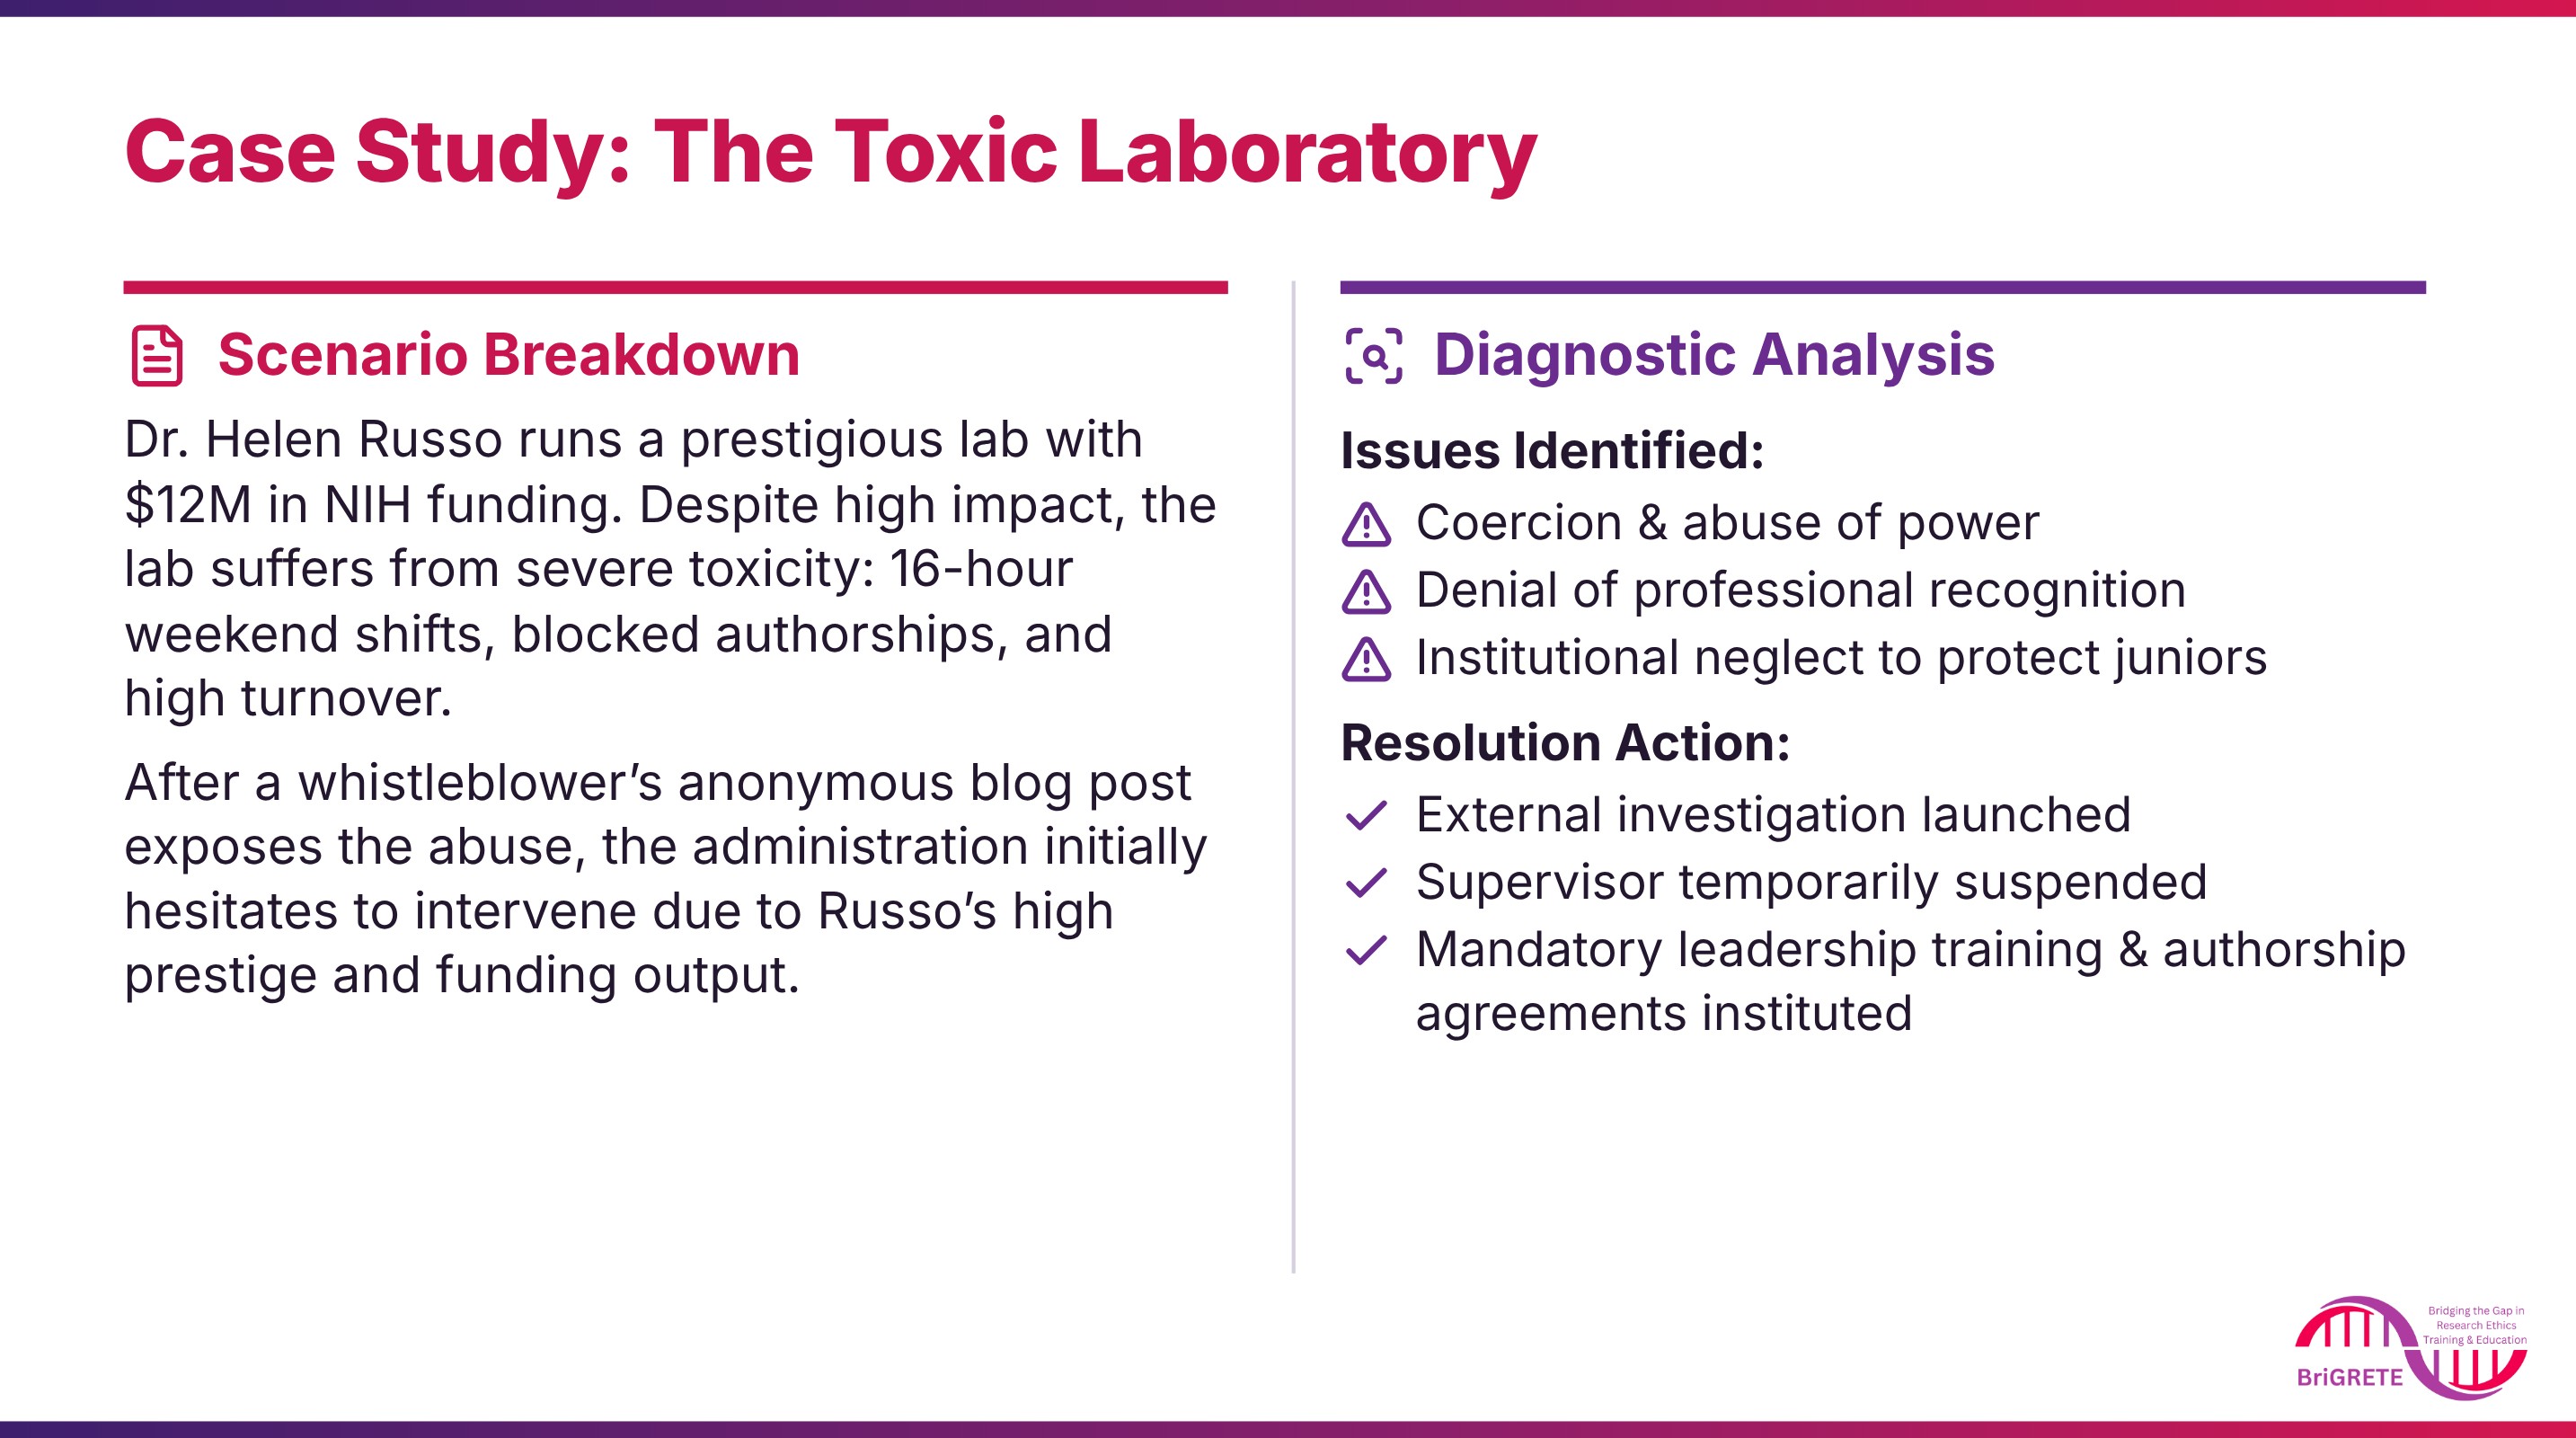 Case Study: The Toxic Laboratory
Scenario Breakdown
Dr. Helen Russo runs a prestigious lab with
$12M in NIH funding. Despite high impact, the
lab suffers from severe toxicity: 16-hour
weekend shifts, blocked authorships, and
high turnover.
After a whistleblower’s anonymous blog post
exposes the abuse, the administration initially
hesitates to intervene due to Russo’s high
prestige and funding output.
Diagnostic Analysis
Issues Identified:
Coercion & abuse of power
Denial of professional recognition
Institutional neglect to protect juniors
Resolution Action:
External investigation launched
Supervisor temporarily suspended
Mandatory leadership training & authorship
agreements instituted
Bridging the Gap in
Research Ethics
Training & Education
BriGRETE